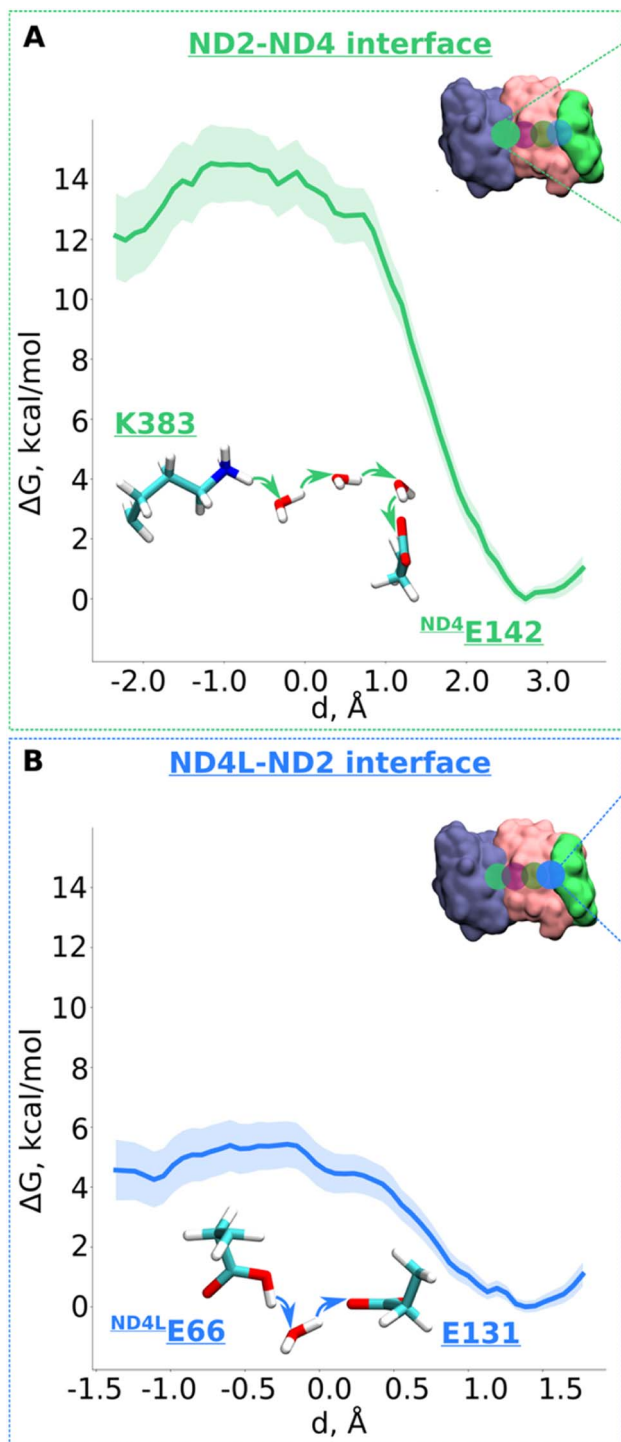 A
ND2-ND4 interface
14
12
10
8
6
4
2
0
ΔG, kcal/mol
K383
ND4E142
-2.0 -1.0 0.0 1.0 2.0 3.0
d, Å
B
ND4L-ND2 interface
14
12
10
8
6
4
2
0
ΔG, kcal/mol
ND4LE66
E131
-1.5 -1.0 -0.5 0.0 0.5 1.0 1.5
d, Å